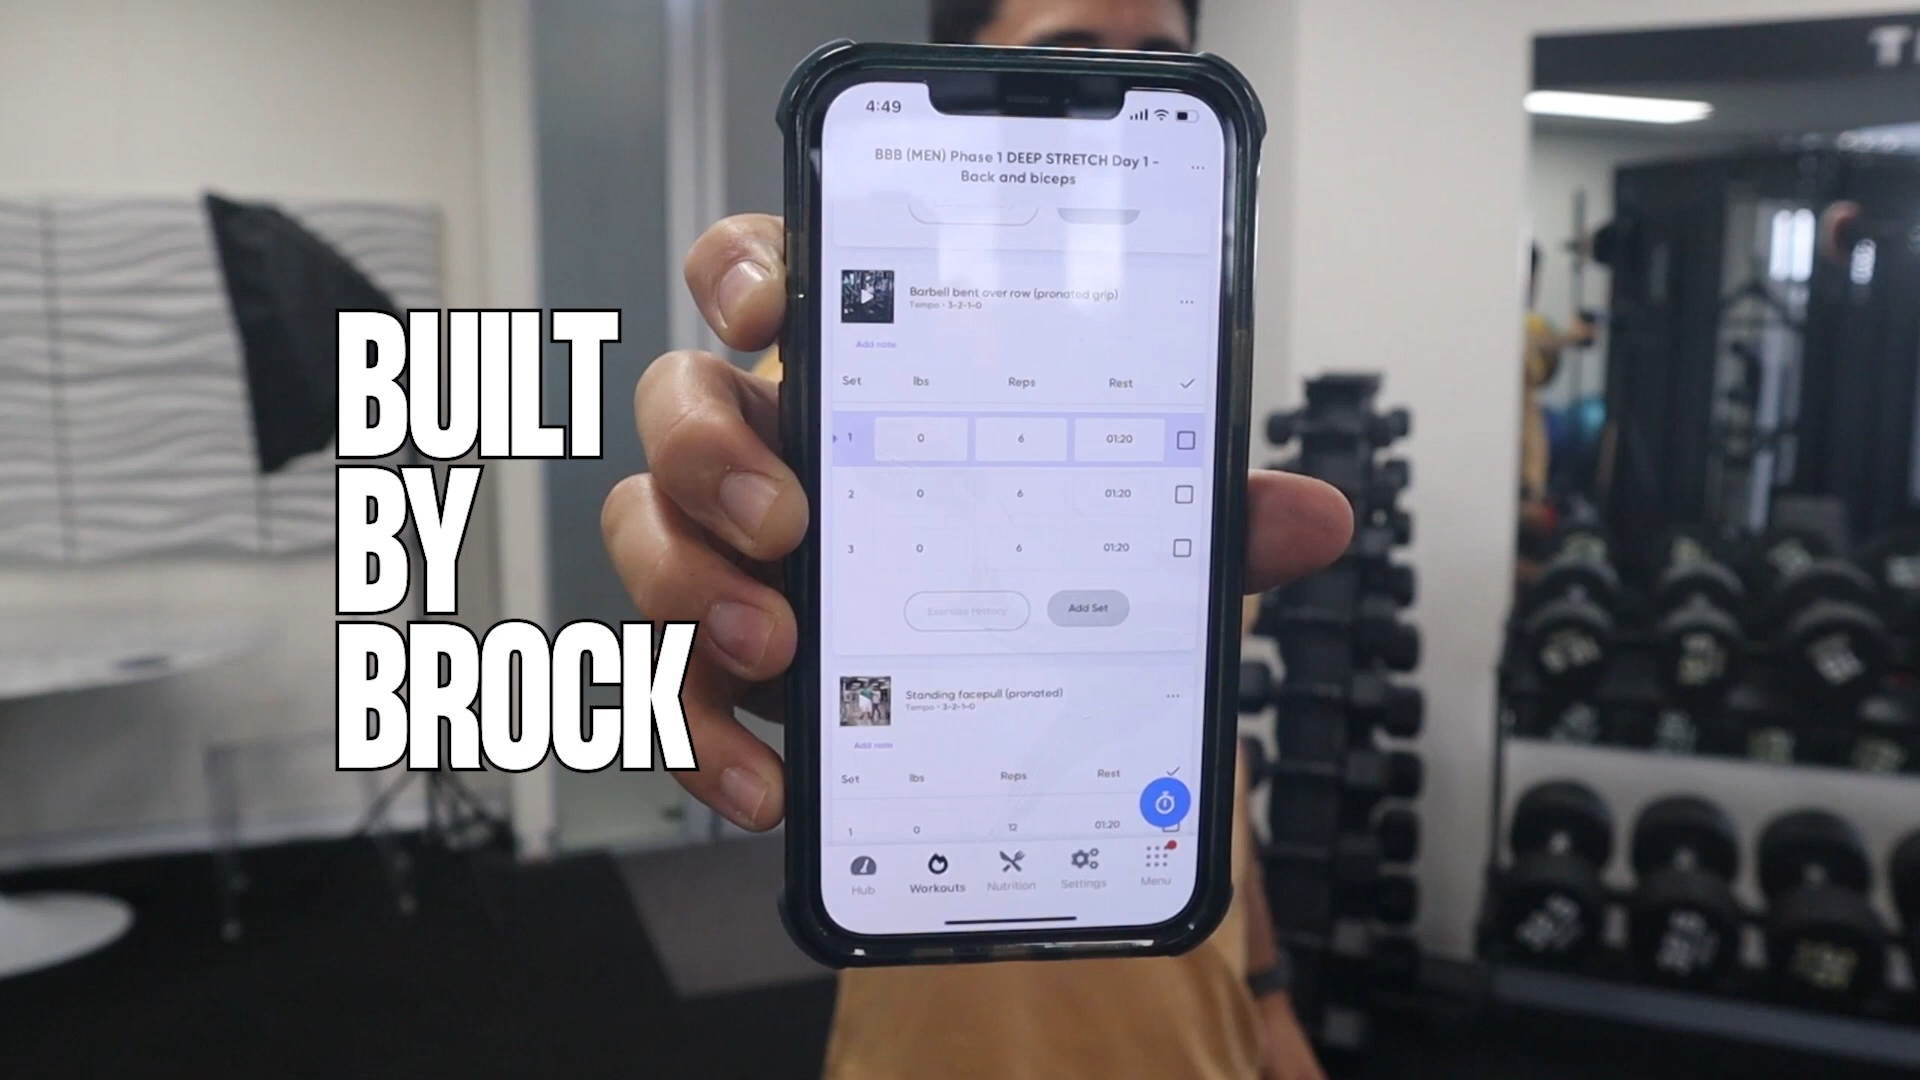 BUILT
BY
BROCK
4:49
BBB (MEN) Phase 1 DEEP STRETCH Day 1 -
Back and biceps
...
Barbell bent over row (pronated grip)
Tempo • 3-2-1-0
...
Add note
Set lbs Reps Rest
1 0 6 01:20
2 0 6 01:20
3 0 6 01:20
Exercise History Add Set
Standing facepull (pronated)
Tempo • 3-2-1-0
...
Add note
Set lbs Reps Rest
1 0 12 01:20
Hub Workouts Nutrition Settings Menu